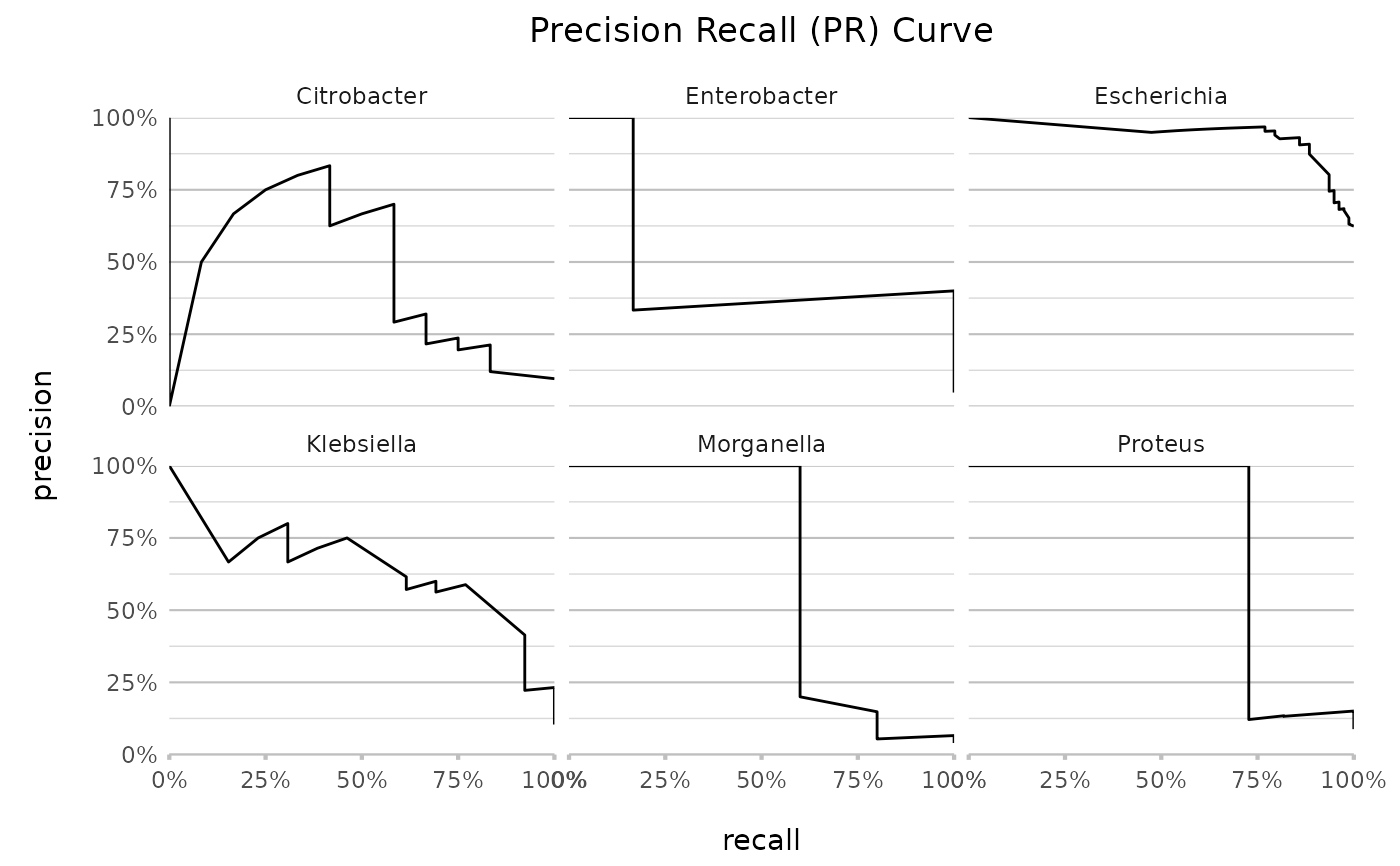 Precision Recall (PR) Curve
Citrobacter Enterobacter Escherichia
100%
75%
50%
25%
0%
precision
Klebsiella Morganella Proteus
100%
75%
50%
25%
0%
0% 25% 50% 75% 100% 0% 25% 50% 75% 100% 0% 25% 50% 75% 100%
recall